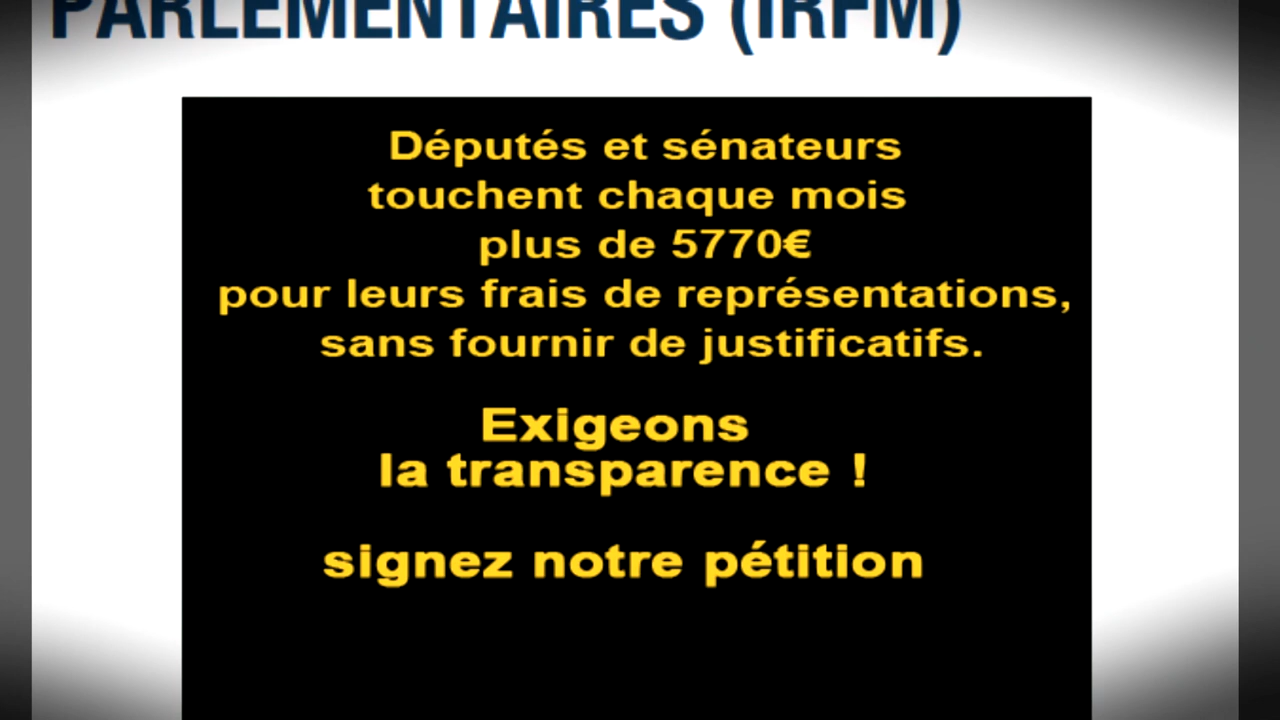 PARLEMENTAIRES (IRFM)
Députés et sénateurs
touchent chaque mois
plus de 5770€
pour leurs frais de représentations,
sans fournir de justificatifs.
Exigeons
la transparence !
signez notre pétition